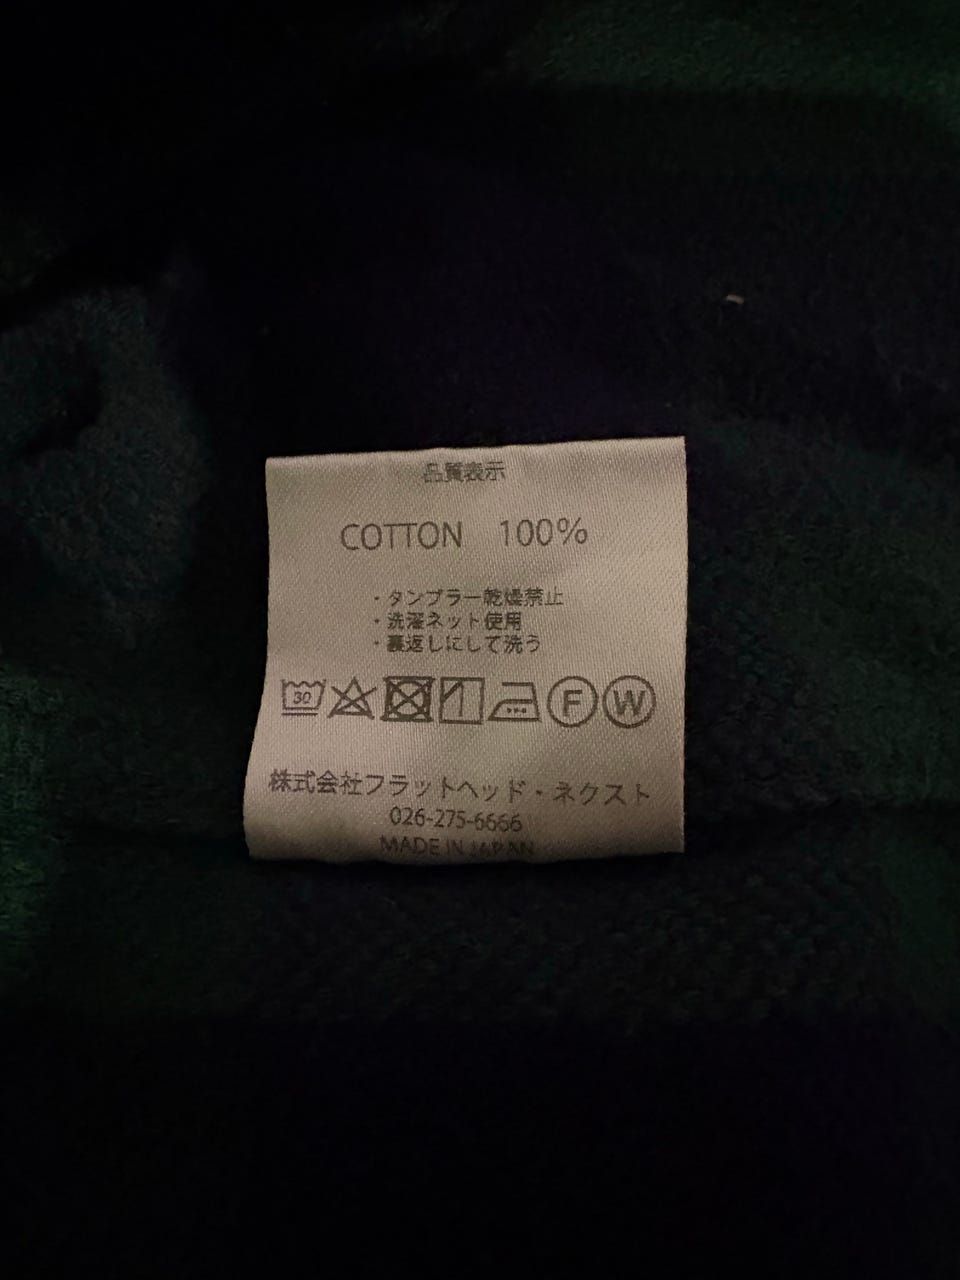 品質表示
COTTON 100%
・タンブラー乾燥禁止
・洗濯ネット使用
・裏返しにして洗う
30 F W
株式会社フラットヘッド・ネクスト
026-275-6666
MADE IN JAPAN